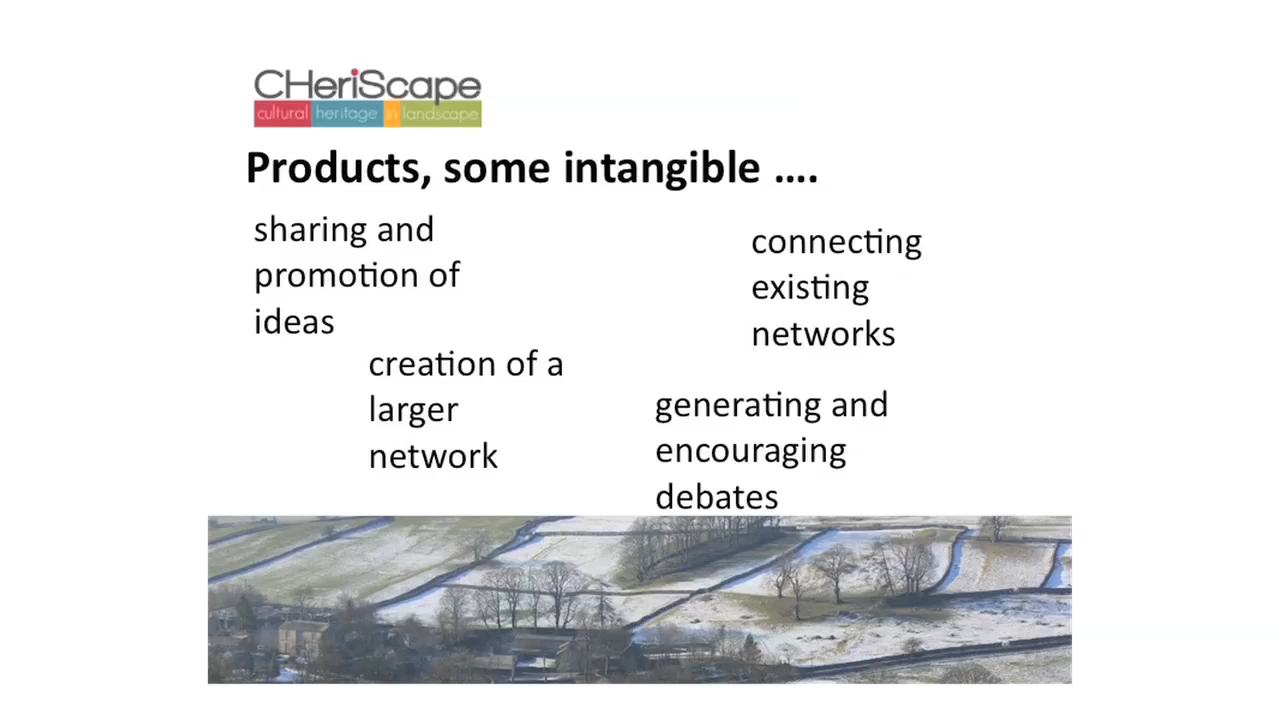 CHeriScape
cultural heritage in landscape
Products, some intangible ....
sharing and
promotion of
ideas
connecting
existing
networks
creation of a
larger
network
generating and
encouraging
debates